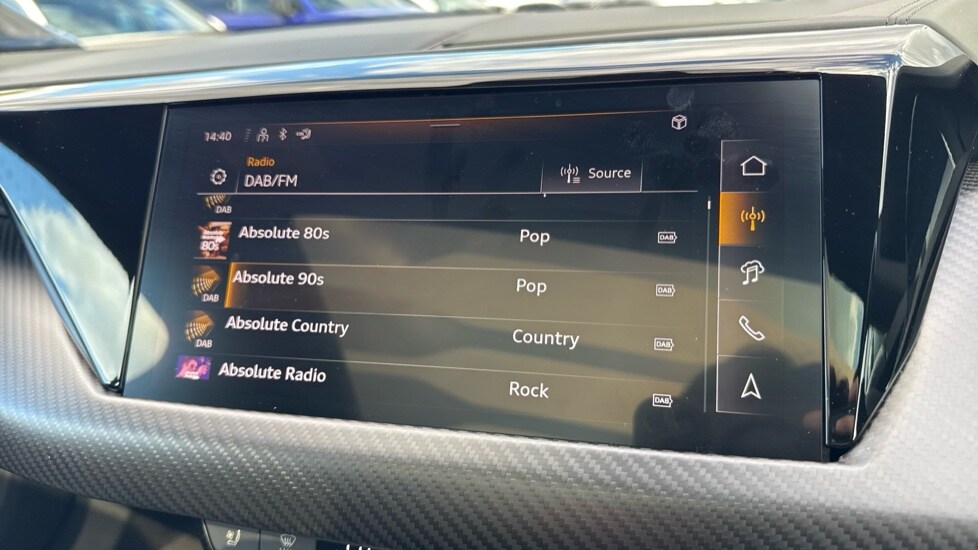 14:40
Radio
DAB/FM
Source
DAB
Absolute 80s
Pop
DAB
80s
DAB
Absolute 90s
Pop
DAB
DAB
Absolute Country
Country
DAB
Absolute Radio
Rock
DAB